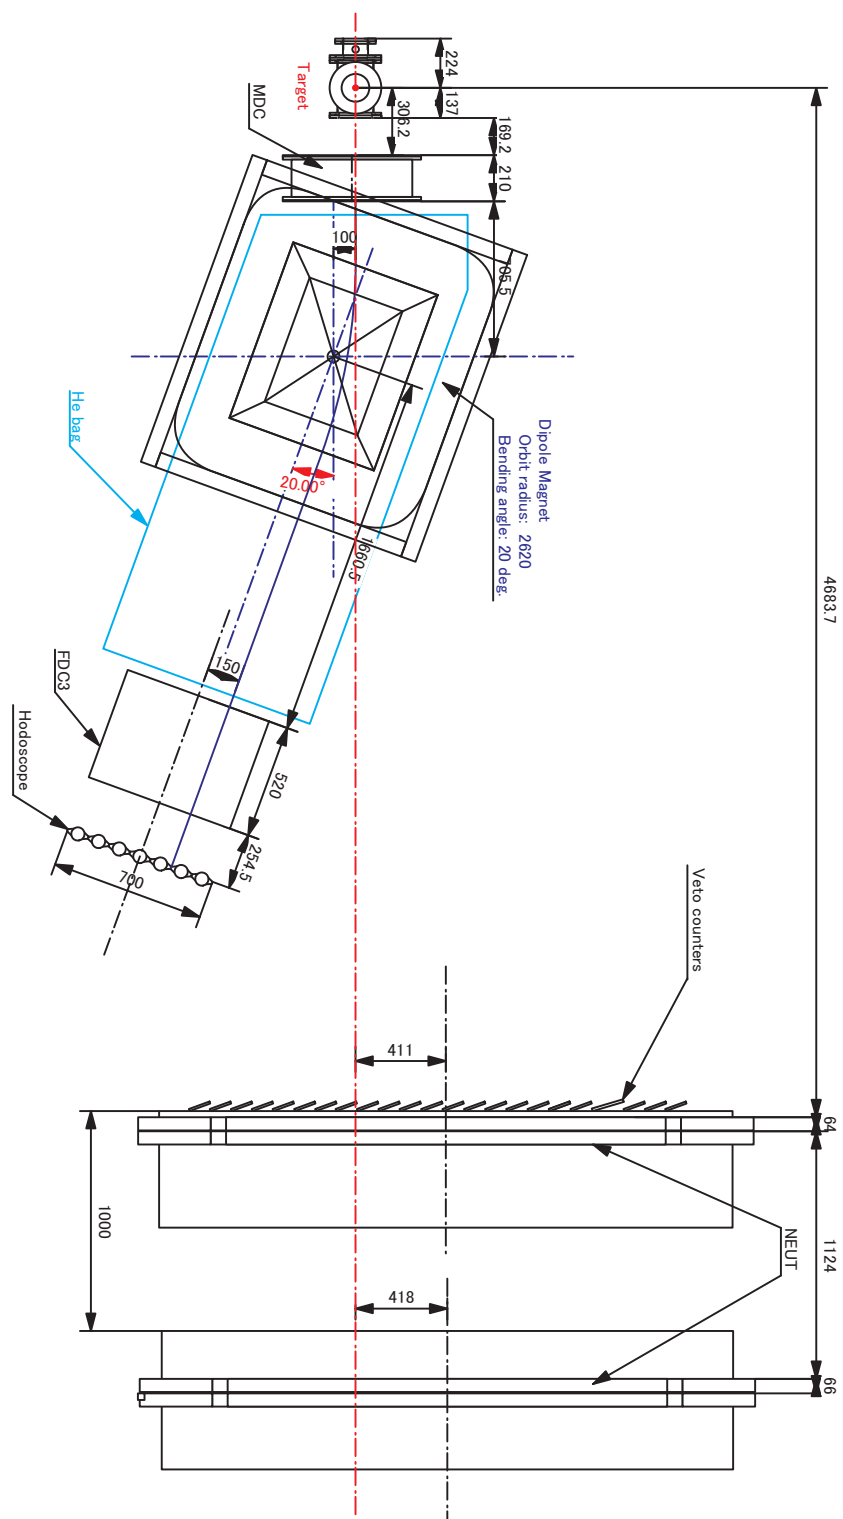 224
137
Target
306.2
MDC
169.2
210
100
705.5
He bag
Dipole Magnet
Orbit radius: 2620
Bending angle: 20 deg.
20.00°
1660.5
4683.7
150
FDC3
Hodoscope
520
254.5
700
Veto counters
411
64
1000
NEUT
1124
418
66